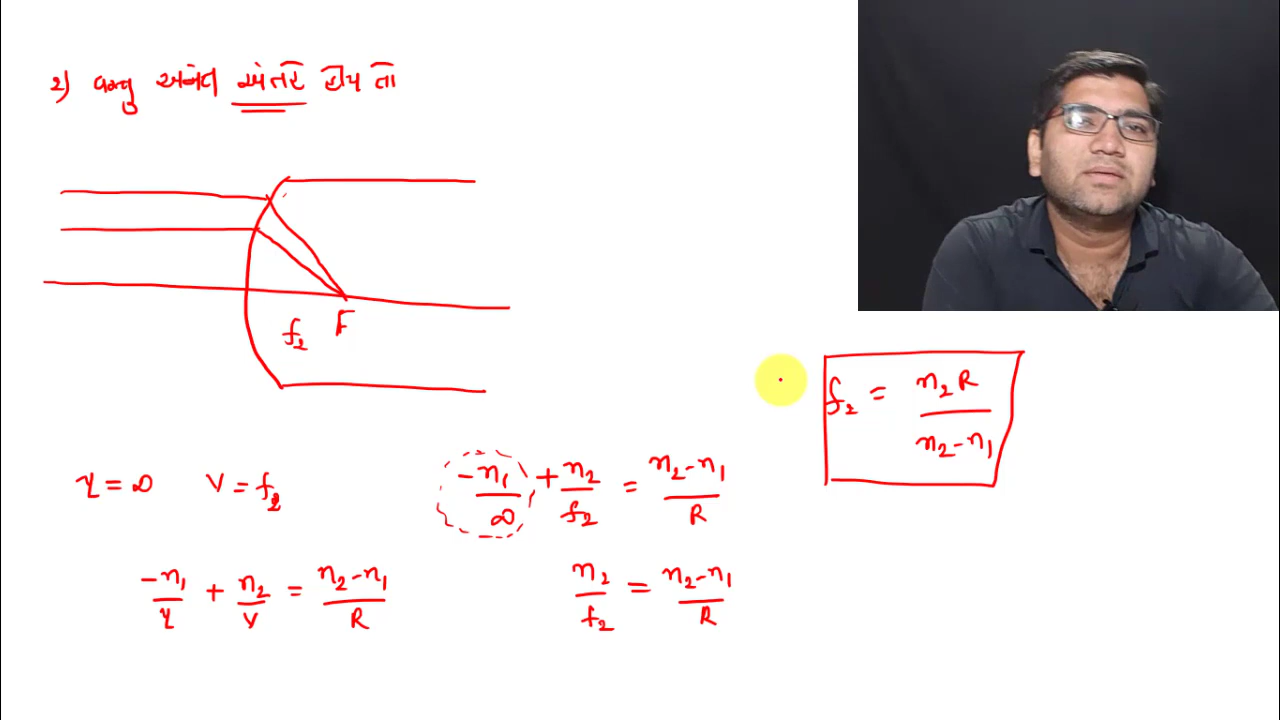 ૨) વસ્તુ અનંત અંતરે હોય તો
f₂ F
f₂ = n₂R / n₂-n₁
u = ∞ v = f₂
-n₁/∞ + n₂/f₂ = n₂-n₁/R
-n₁/u + n₂/v = n₂-n₁/R
n₂/f₂ = n₂-n₁/R